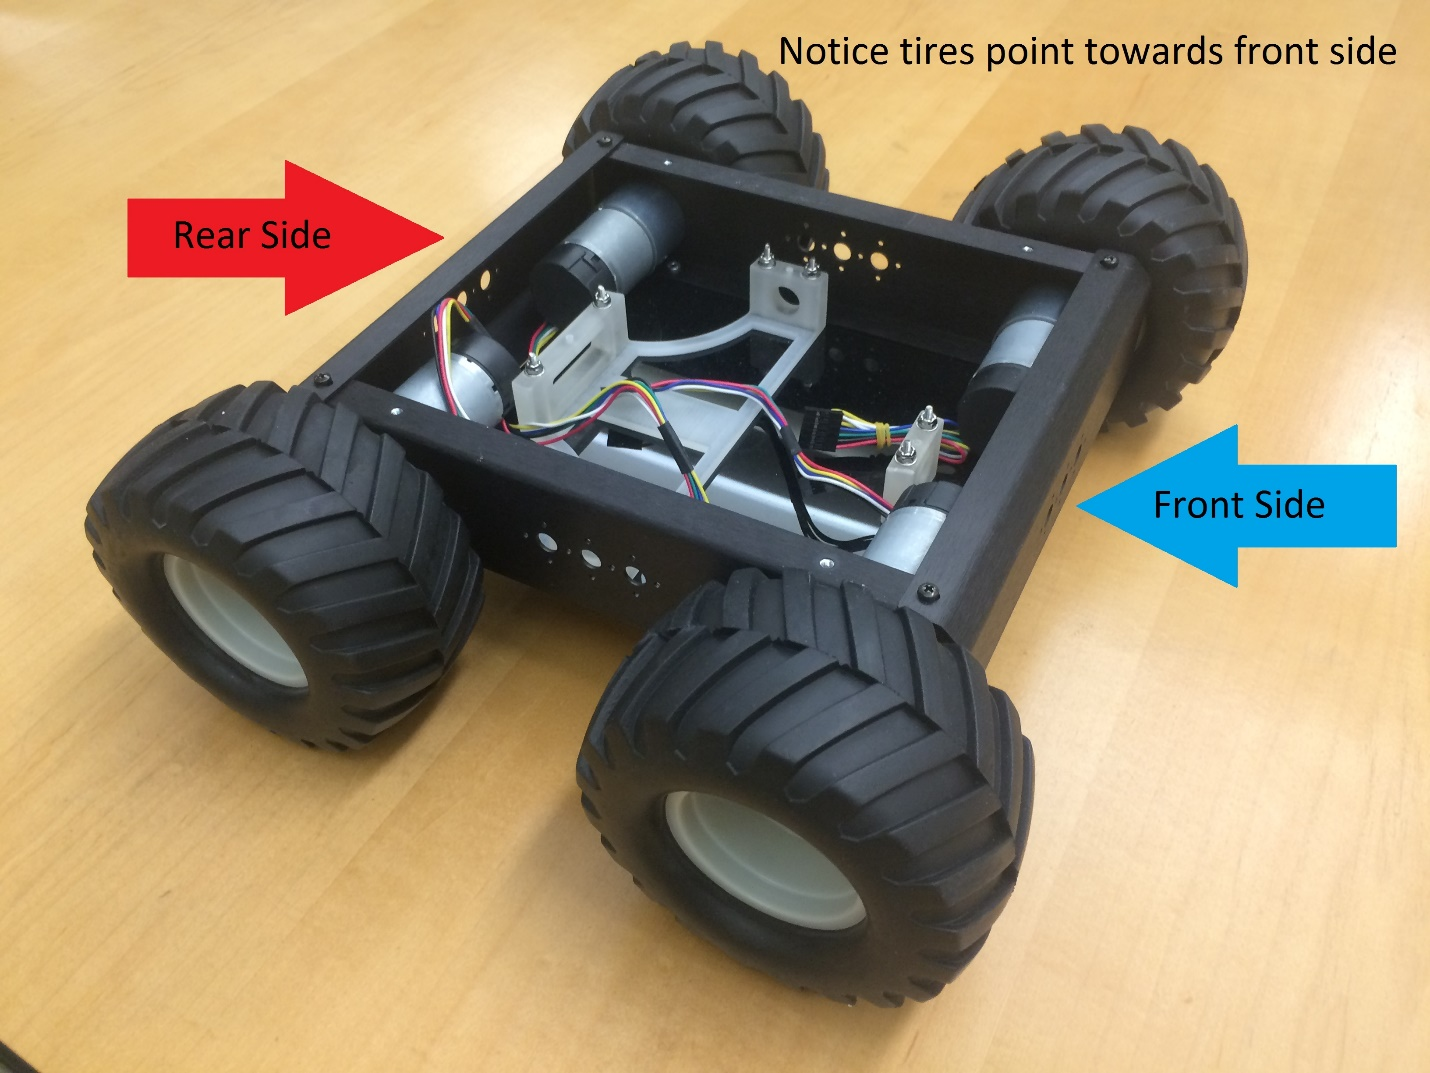 Notice tires point towards front side
Rear Side
Front Side